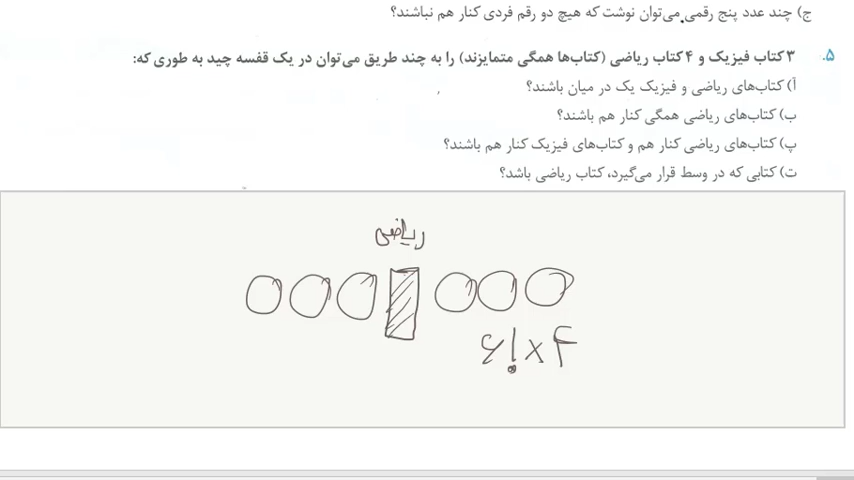 ج) چند عدد پنج رقمی می‌توان نوشت که هیچ دو رقم فردی کنار هم نباشند؟
۵. ۳ کتاب فیزیک و ۴ کتاب ریاضی (کتاب‌ها همگی متمایزند) را به چند طریق می‌توان در یک قفسه چید به طوری که:
آ) کتاب‌های ریاضی و فیزیک یک در میان باشند؟
ب) کتاب‌های ریاضی همگی کنار هم باشند؟
پ) کتاب‌های ریاضی کنار هم و کتاب‌های فیزیک کنار هم باشند؟
ت) کتابی که در وسط قرار می‌گیرد، کتاب ریاضی باشد؟
ریاضی
۶! × ۴